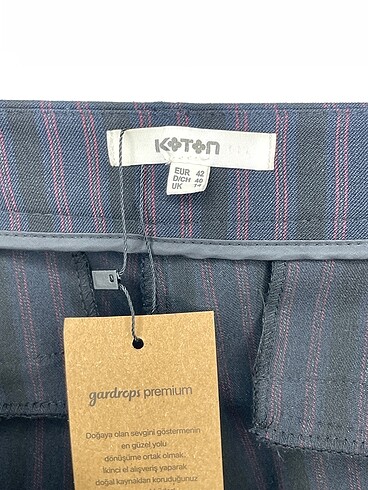 KOTON
EUR 42
D/CH 40
UK 14
gardrops premium
Doğaya olan sevgini göstermenin
en güzel yolu
dönüşüme ortak olmak.
İkinci el alışveriş yaparak
doğal kaynakları koruduğunuz